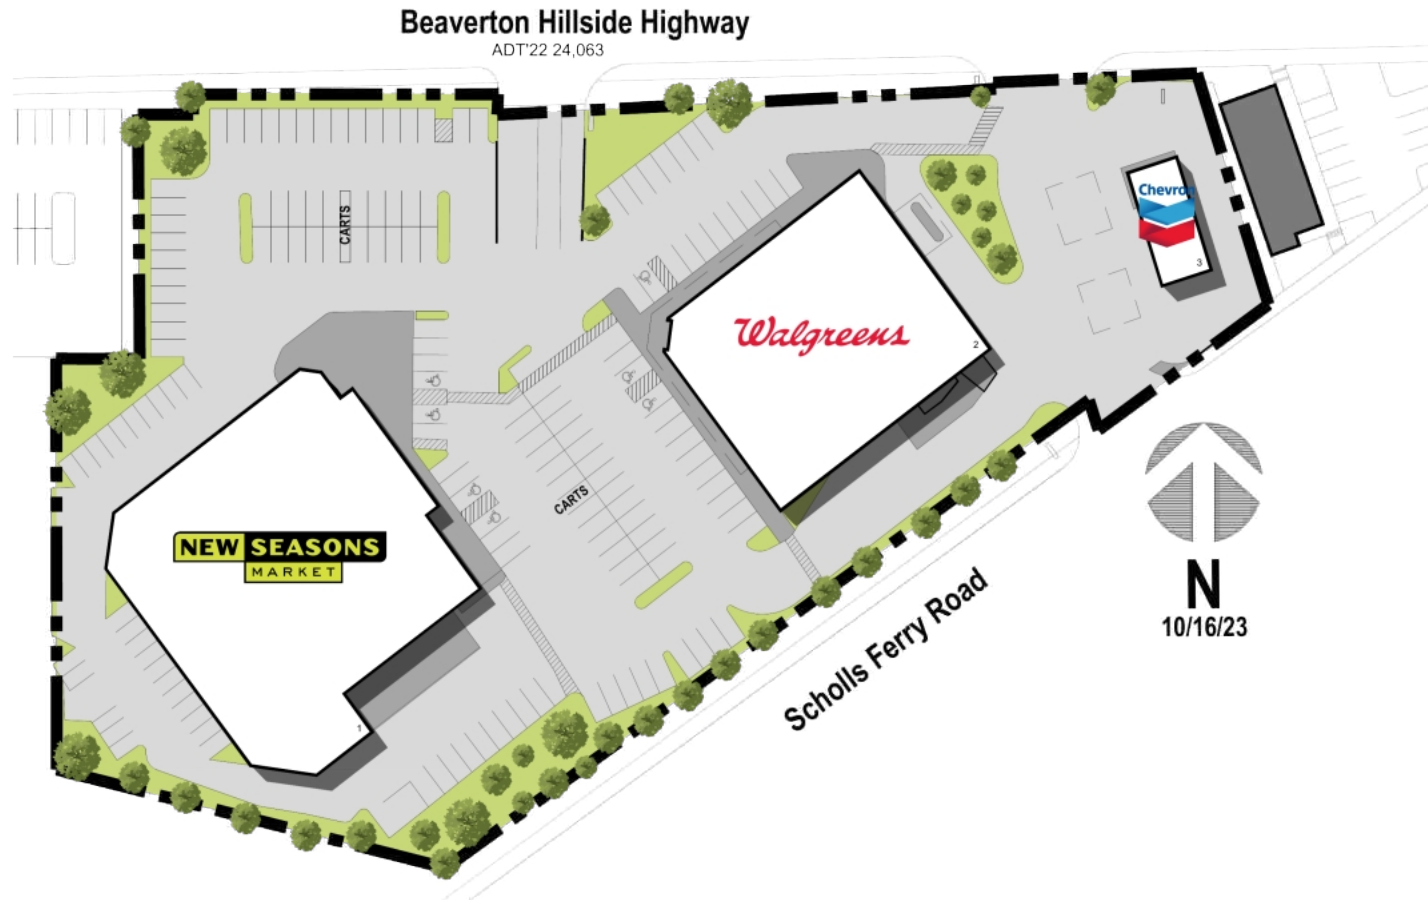 Beaverton Hillside Highway
ADT'22 24,063
CARTS
Chevron
3
Walgreens
2
CARTS
NEW SEASONS
MARKET
1
Scholls Ferry Road
N
10/16/23